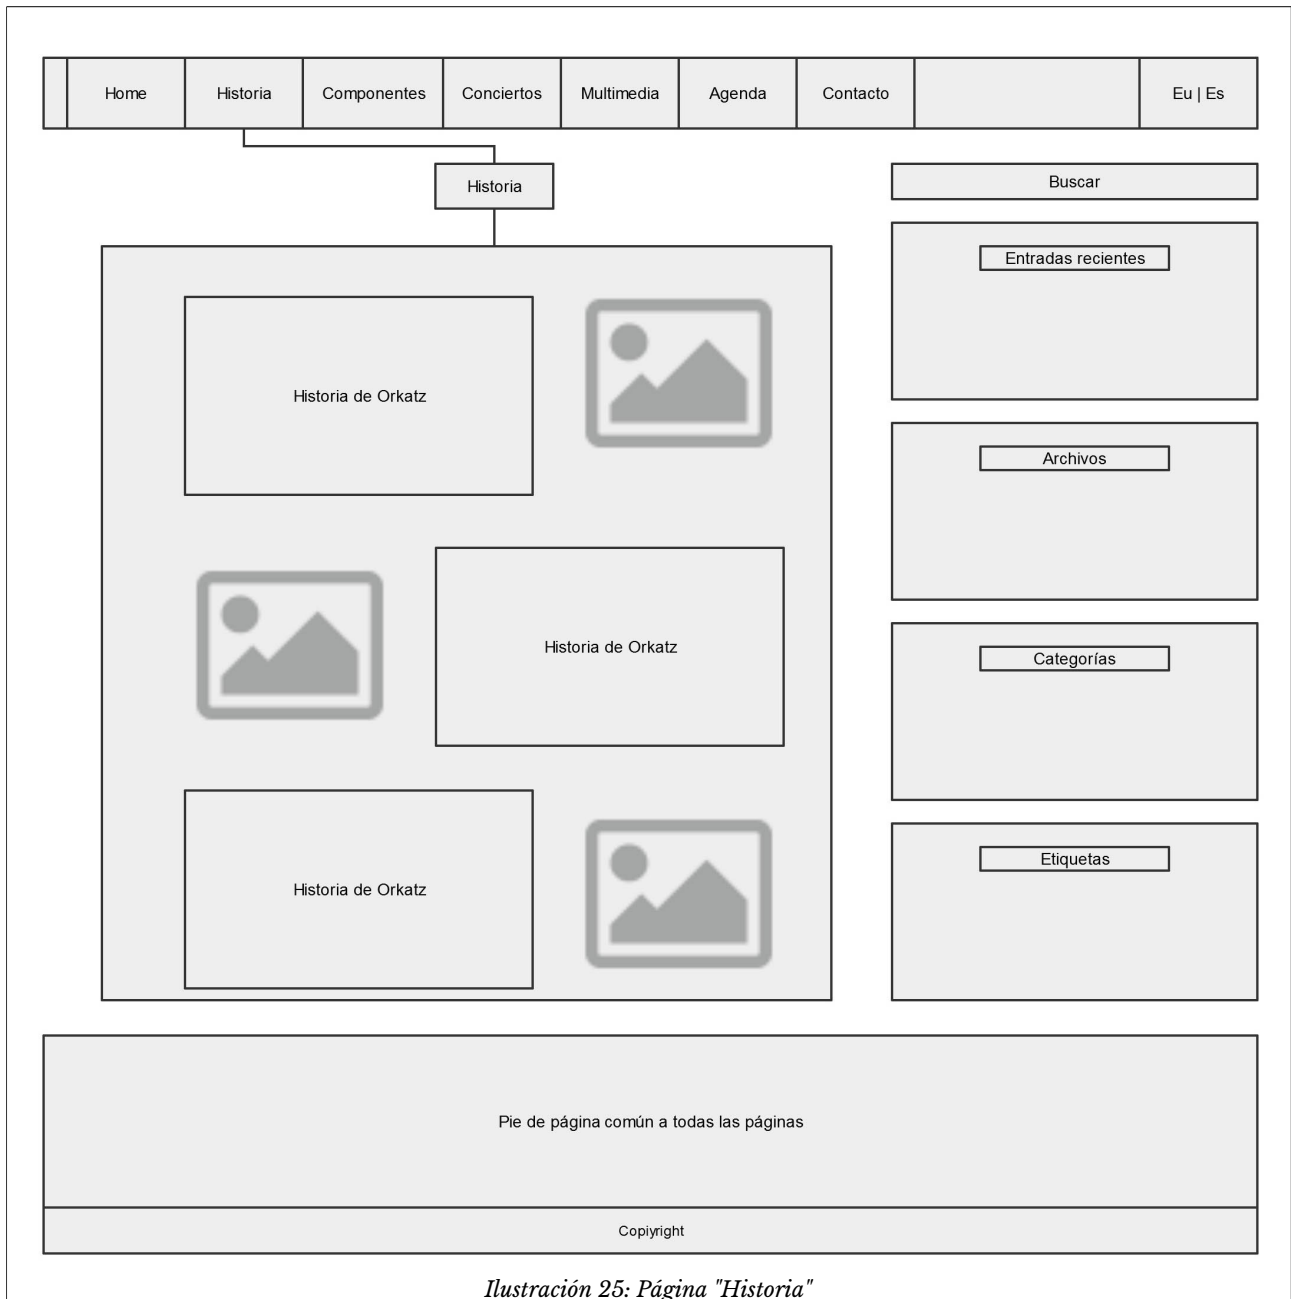 Home
Historia
Componentes
Conciertos
Multimedia
Agenda
Contacto
Eu | Es
Historia
Buscar
Entradas recientes
Historia de Orkatz
Archivos
Historia de Orkatz
Categorías
Historia de Orkatz
Etiquetas
Pie de página común a todas las páginas
Copiyright
Ilustración 25: Página "Historia"